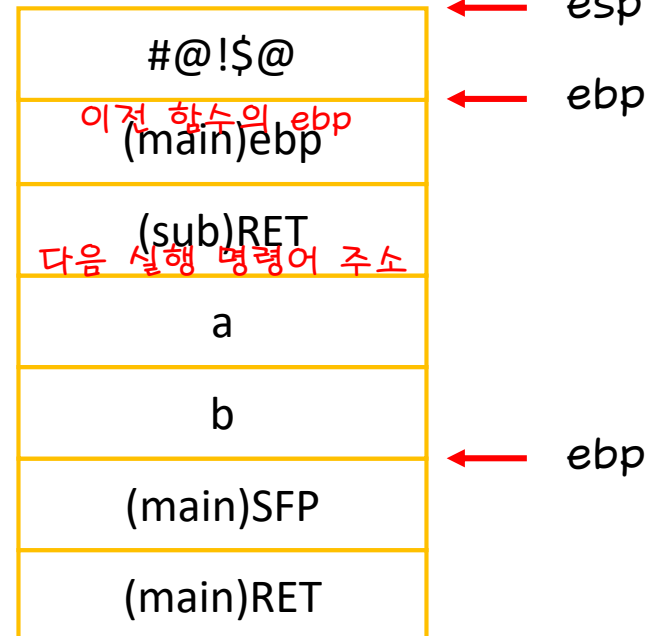 esp
#@!$@
ebp
이전 함수의 ebp
(main)ebp
(sub)RET
다음 실행 명령어 주소
a
b
ebp
(main)SFP
(main)RET